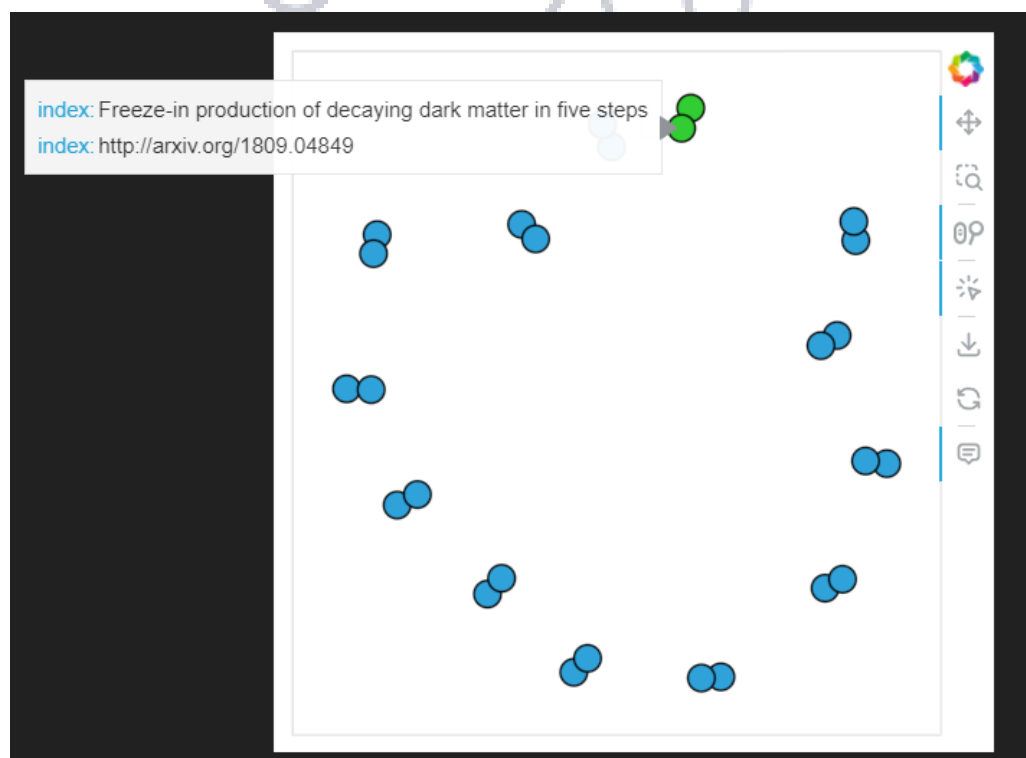 index: Freeze-in production of decaying dark matter in five steps
index: http://arxiv.org/1809.04849